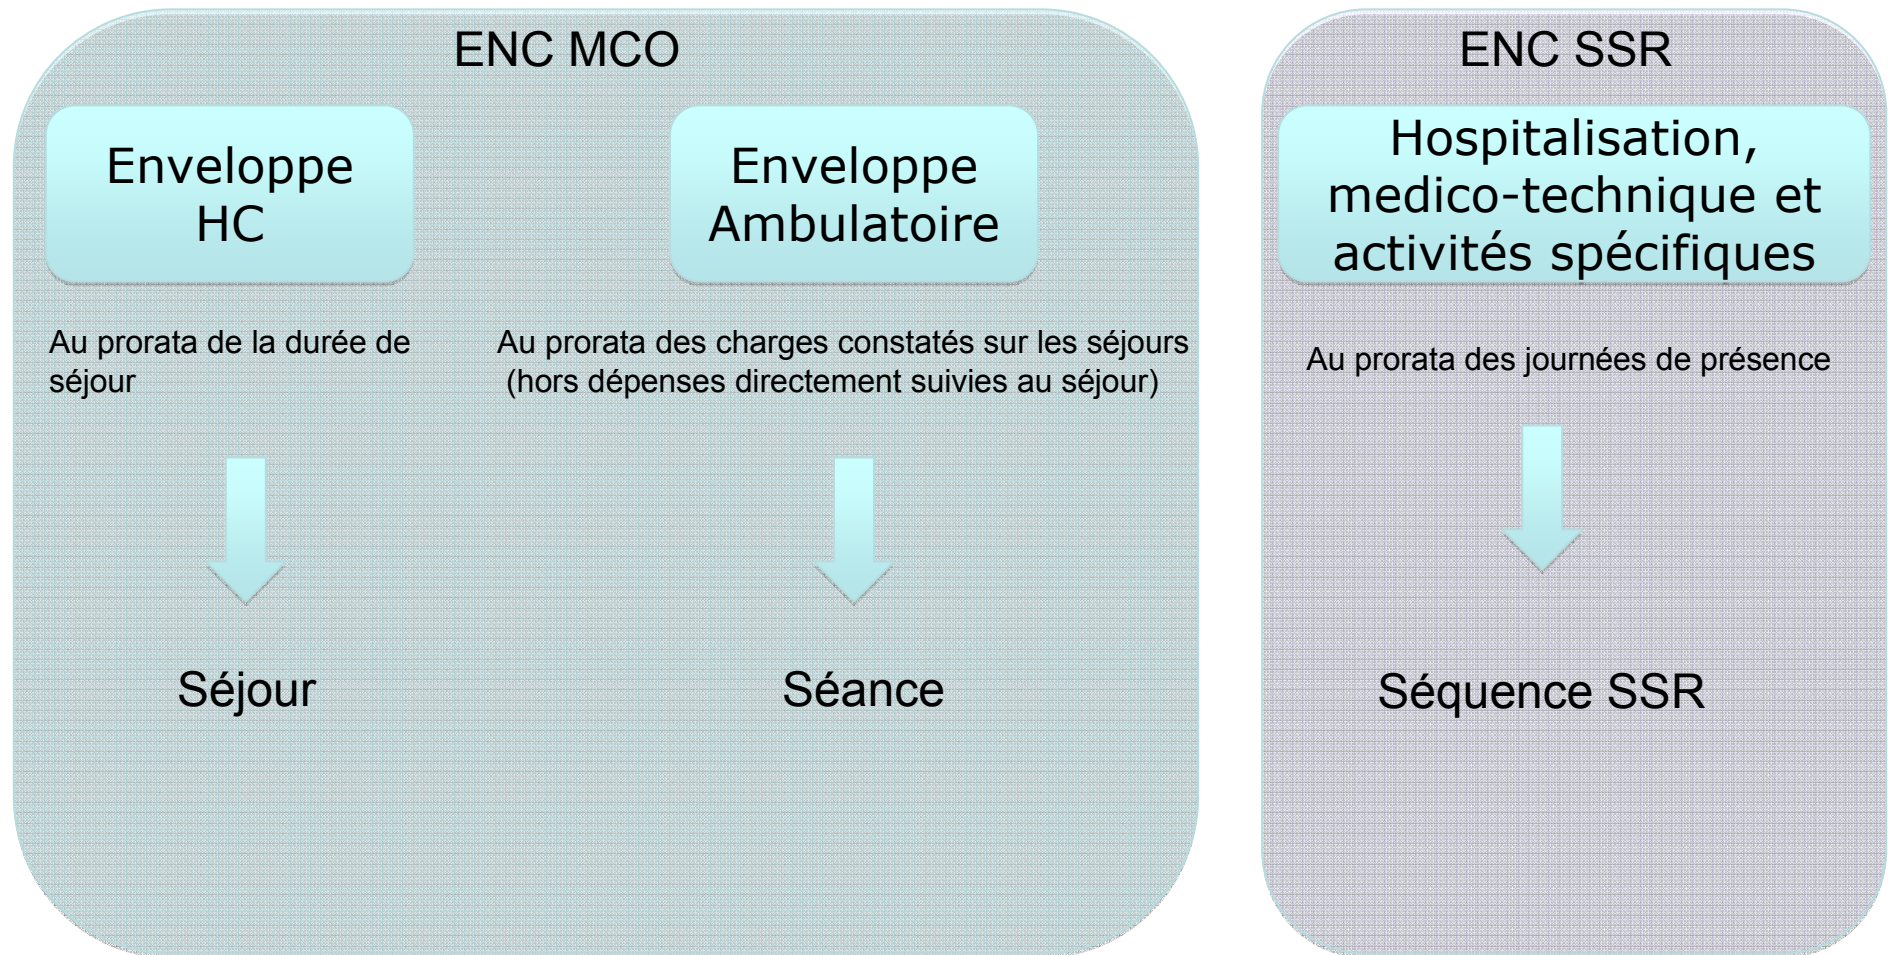 ENC MCO
Enveloppe
HC
Enveloppe
Ambulatoire
Au prorata de la durée de
séjour
Au prorata des charges constatés sur les séjours
(hors dépenses directement suivies au séjour)
Séjour
Séance
ENC SSR
Hospitalisation,
medico-technique et
activités spécifiques
Au prorata des journées de présence
Séquence SSR